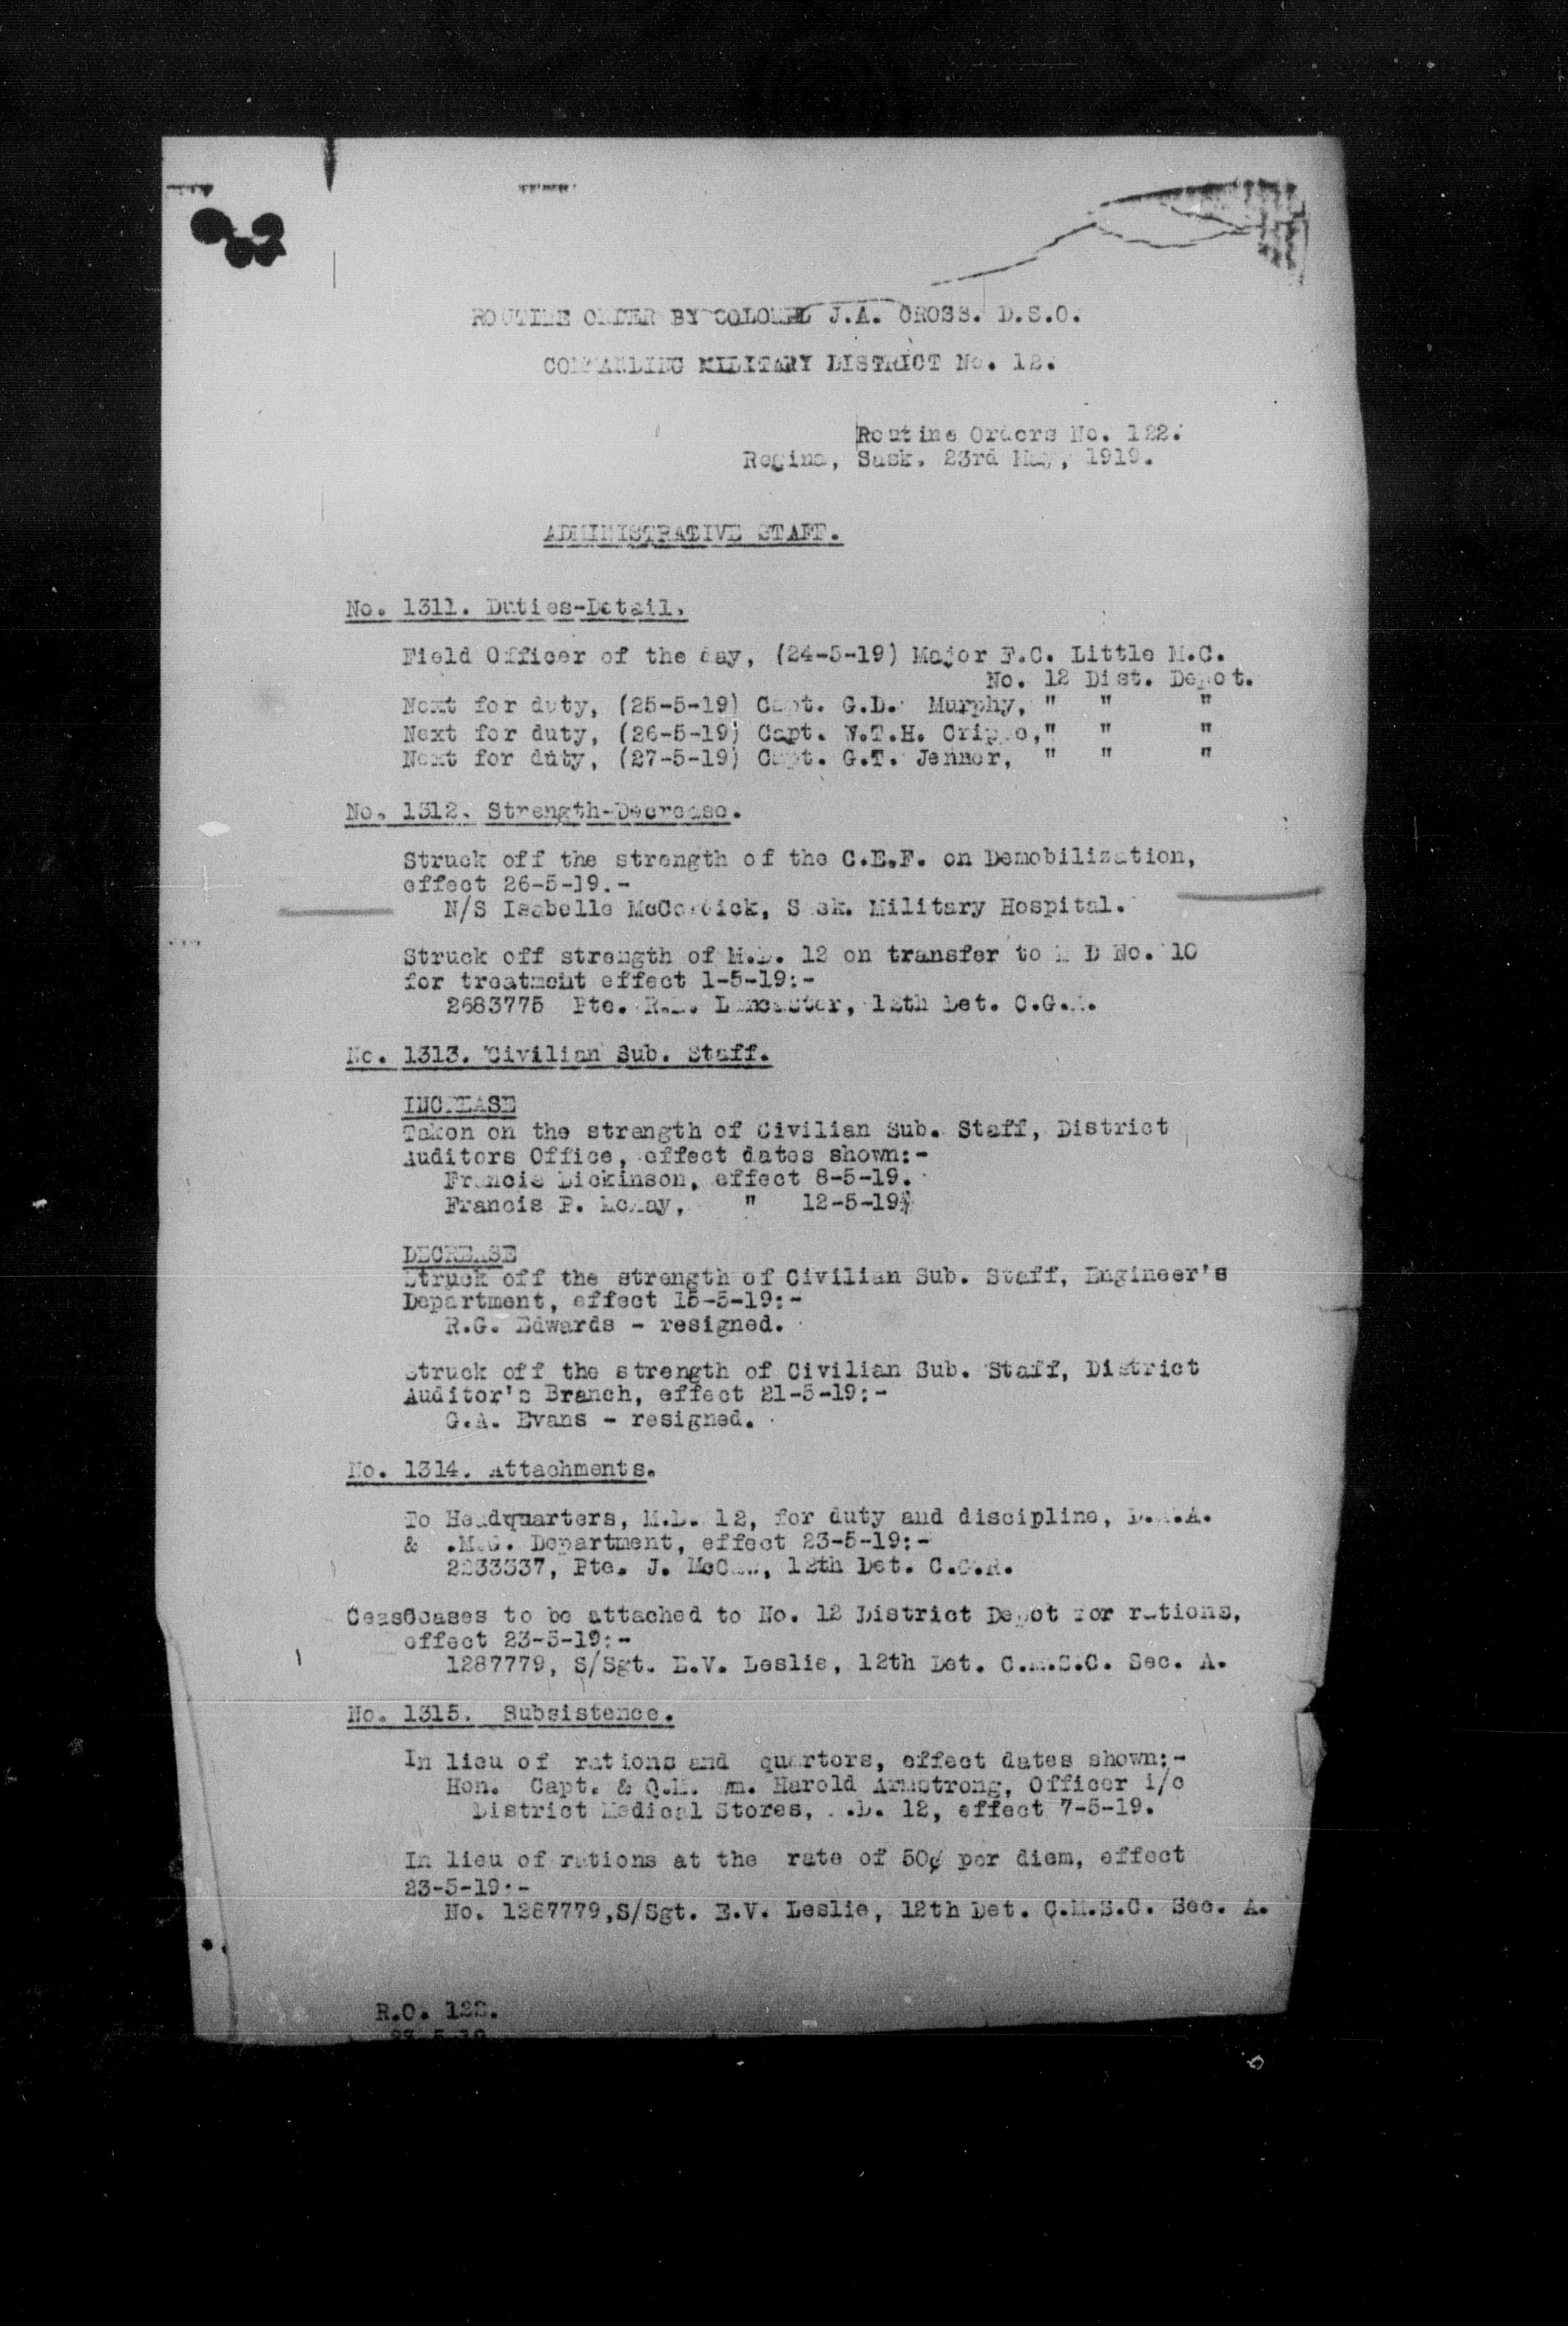 ROUTINE ORDER BY COLONEL J.A. CROSS. D.S.O.
COMMANDING MILITARY DISTRICT No. 12.
Routine Orders No. 122.
Regina, Sask. 23rd May, 1919.
ADMINISTRATIVE STAFF.
No. 1311. Duties-Detail.
Field Officer of the day, (24-5-19) Major F.C. Little M.C.
No. 12 Dist. Depot.
Next for duty, (25-5-19) Capt. G.D. Murphy, " " "
Next for duty, (26-5-19) Capt. W.T.H. " " "
Next for duty, (27-5-19) Capt. G.T. Jenner, " " "
No. 1312. Strength-Decrease.
Struck off the strength of the C.E.F. on Demobilization,
effect 26-5-19.-
N/S Isabelle Sask. Military Hospital.
Struck off strength of M.D. 12 on transfer to M D No. 10
for treatment effect 1-5-19:-
2683775 Pte. Lancaster, 12th Det.
No. 1313. Civilian Sub. Staff.
INCREASE
Taken on the strength of Civilian Sub. Staff, District
Auditors Office, effect dates shown:-
Francis Dickinson, effect 8-5-19.
Francis P. " 12-5-19
DECREASE
Struck off the strength of Civilian Sub. Staff, Engineer's
Department, effect 15-5-19:-
R.G. Edwards - resigned.
Struck off the strength of Civilian Sub. Staff, District
Auditor's Branch, effect 21-5-19:-
G.A. Evans - resigned.
No. 1314. Attachments.
To Headquarters, M.D. 12, for duty and discipline,
& Department, effect 23-5-19:-
Pte. J. 12th Det. C.G.R.
Ceases to be attached to No. 12 District Depot for rations,
effect 23-5-19:-
1287779, S/Sgt. E.V. Leslie, 12th Det. C.M.S.C. Sec. A.
No. 1315. Subsistence.
In lieu of rations and quarters, effect dates shown:-
Hon. Capt. & Q.M. Wm. Harold Armstrong, Officer i/c
District Medical Stores, M.D. 12, effect 7-5-19.
In lieu of rations at the rate of 50¢ per diem, effect
23-5-19:-
No. 1287779,S/Sgt. E.V. Leslie, 12th Det. C.M.S.C. Sec. A.
R.O. 122.
23-5-19